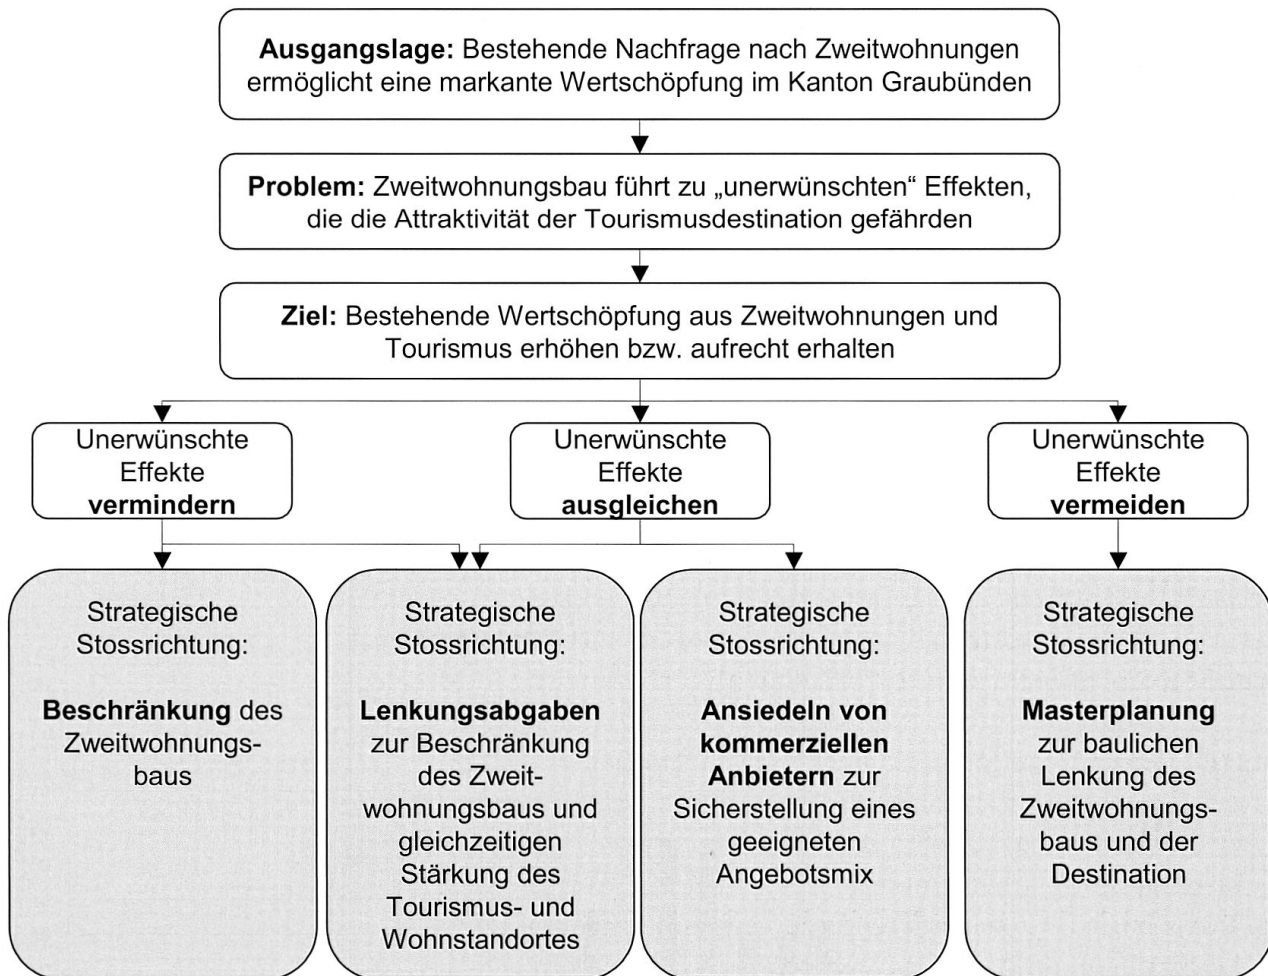 Ausgangslage: Bestehende Nachfrage nach Zweitwohnungen
ermöglicht eine markante Wertschöpfung im Kanton Graubünden
Problem: Zweitwohnungsbau führt zu „unerwünschten“ Effekten,
die die Attraktivität der Tourismusdestination gefährden
Ziel: Bestehende Wertschöpfung aus Zweitwohnungen und
Tourismus erhöhen bzw. aufrecht erhalten
Unerwünschte
Effekte
vermindern
Unerwünschte
Effekte
ausgleichen
Unerwünschte
Effekte
vermeiden
Strategische
Stossrichtung:
Beschränkung des
Zweitwohnungs-
baus
Strategische
Stossrichtung:
Lenkungsabgaben
zur Beschränkung
des Zweit-
wohnungsbaus und
gleichzeitigen
Stärkung des
Tourismus- und
Wohnstandortes
Strategische
Stossrichtung:
Ansiedeln von
kommerziellen
Anbietern zur
Sicherstellung eines
geeigneten
Angebotsmix
Strategische
Stossrichtung:
Masterplanung
zur baulichen
Lenkung des
Zweitwohnungs-
baus und der
Destination